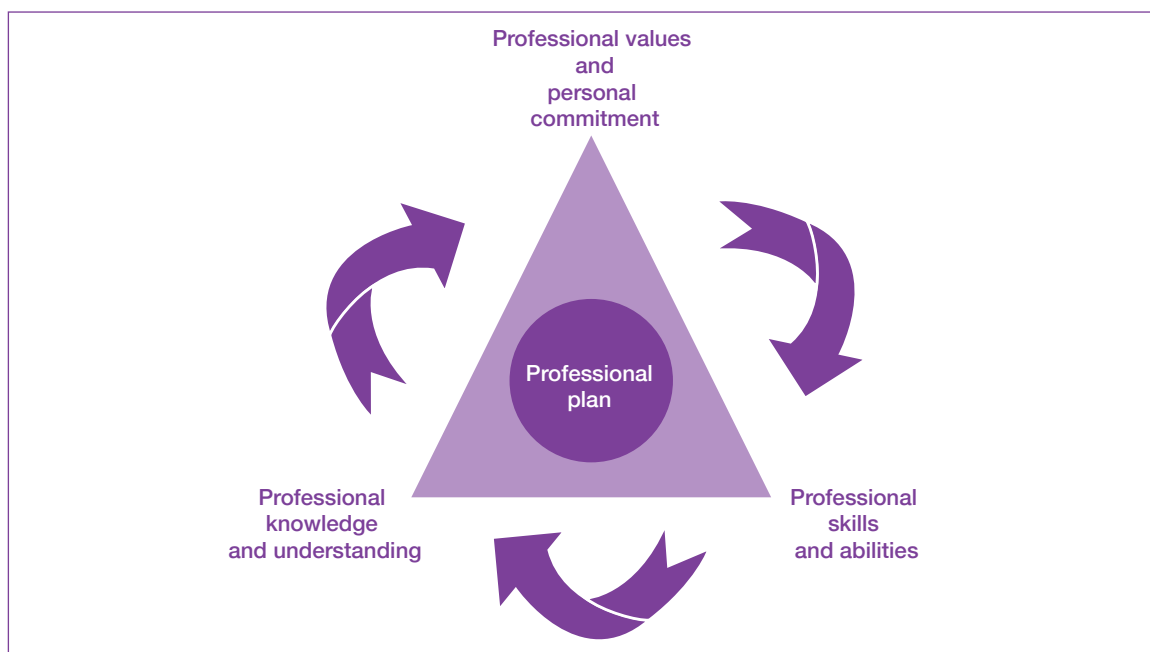 Professional values
and
personal
commitment
Professional
plan
Professional
knowledge
and understanding
Professional
skills
and abilities